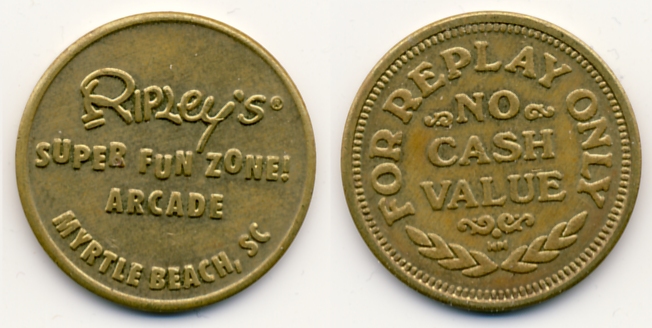 RIPLEY'S®
SUPER FUN ZONE!
ARCADE
MYRTLE BEACH, SC
FOR REPLAY ONLY
NO
CASH
VALUE